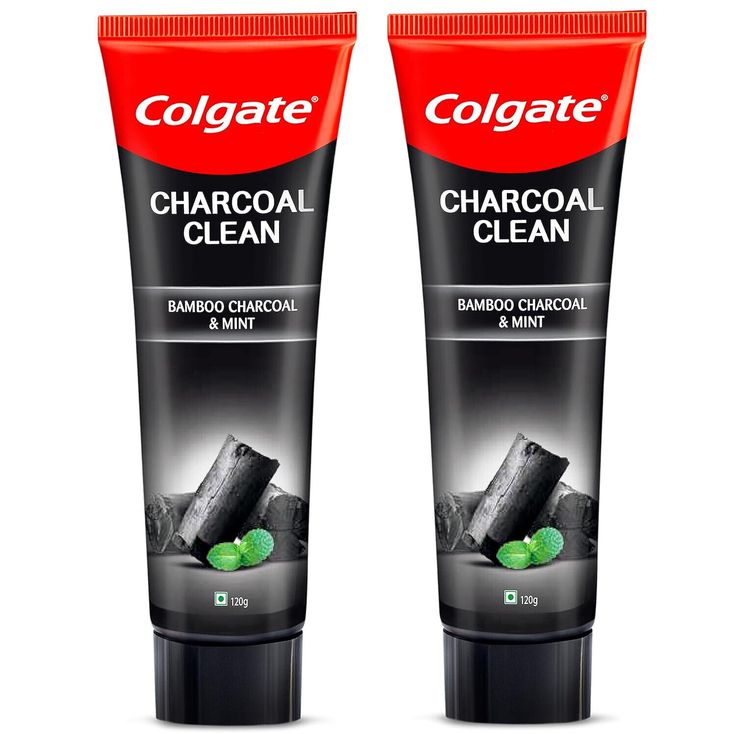 Colgate®
CHARCOAL
CLEAN
BAMBOO CHARCOAL
& MINT
120g
Colgate®
CHARCOAL
CLEAN
BAMBOO CHARCOAL
& MINT
120g